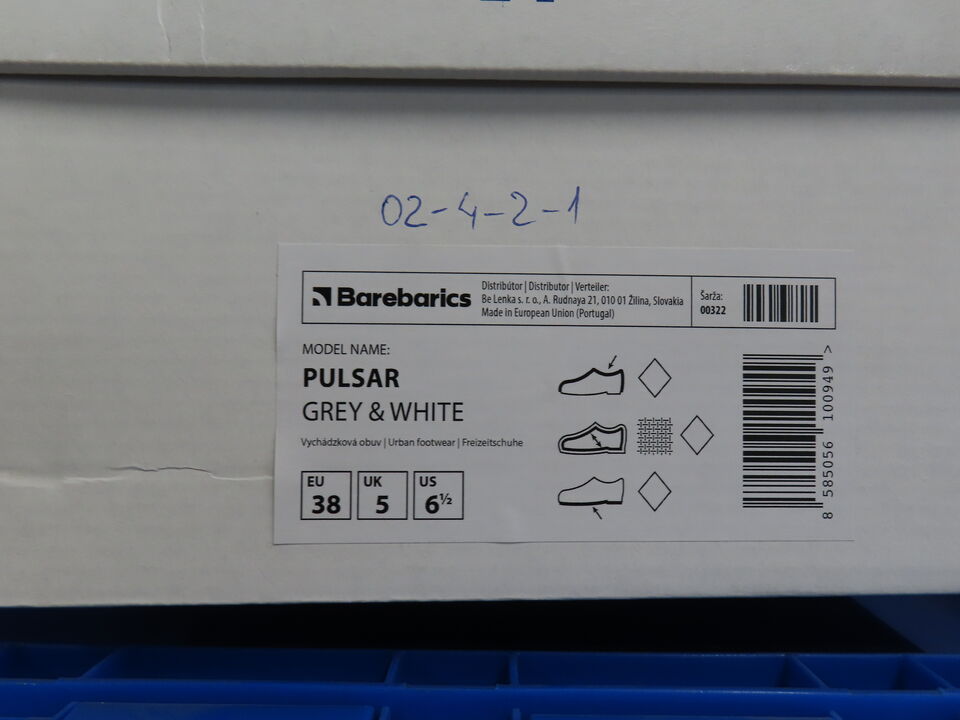 02-4-2-1
Barebarics
Distribútor | Distributor | Verteiler:
Be Lenka s. r. o., A. Rudnaya 21, 010 01 Žilina, Slovakia
Made in European Union (Portugal)
Šarža:
00322
MODEL NAME:
PULSAR
GREY & WHITE
Vychádzková obuv | Urban footwear | Freizeitschuhe
EU
38
UK
5
US
6½
8 585056 100949 >